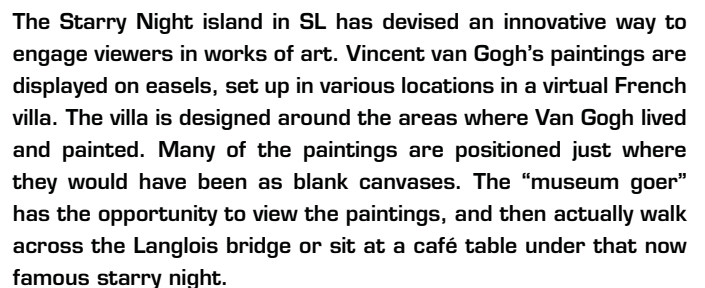 The Starry Night island in SL has devised an innovative way to
engage viewers in works of art. Vincent van Gogh's paintings are
displayed on easels, set up in various locations in a virtual French
villa. The villa is designed around the areas where Van Gogh lived
and painted. Many of the paintings are positioned just where
they would have been as blank canvases. The “museum goer”
has the opportunity to view the paintings, and then actually walk
across the Langlois bridge or sit at a café table under that now
famous starry night.